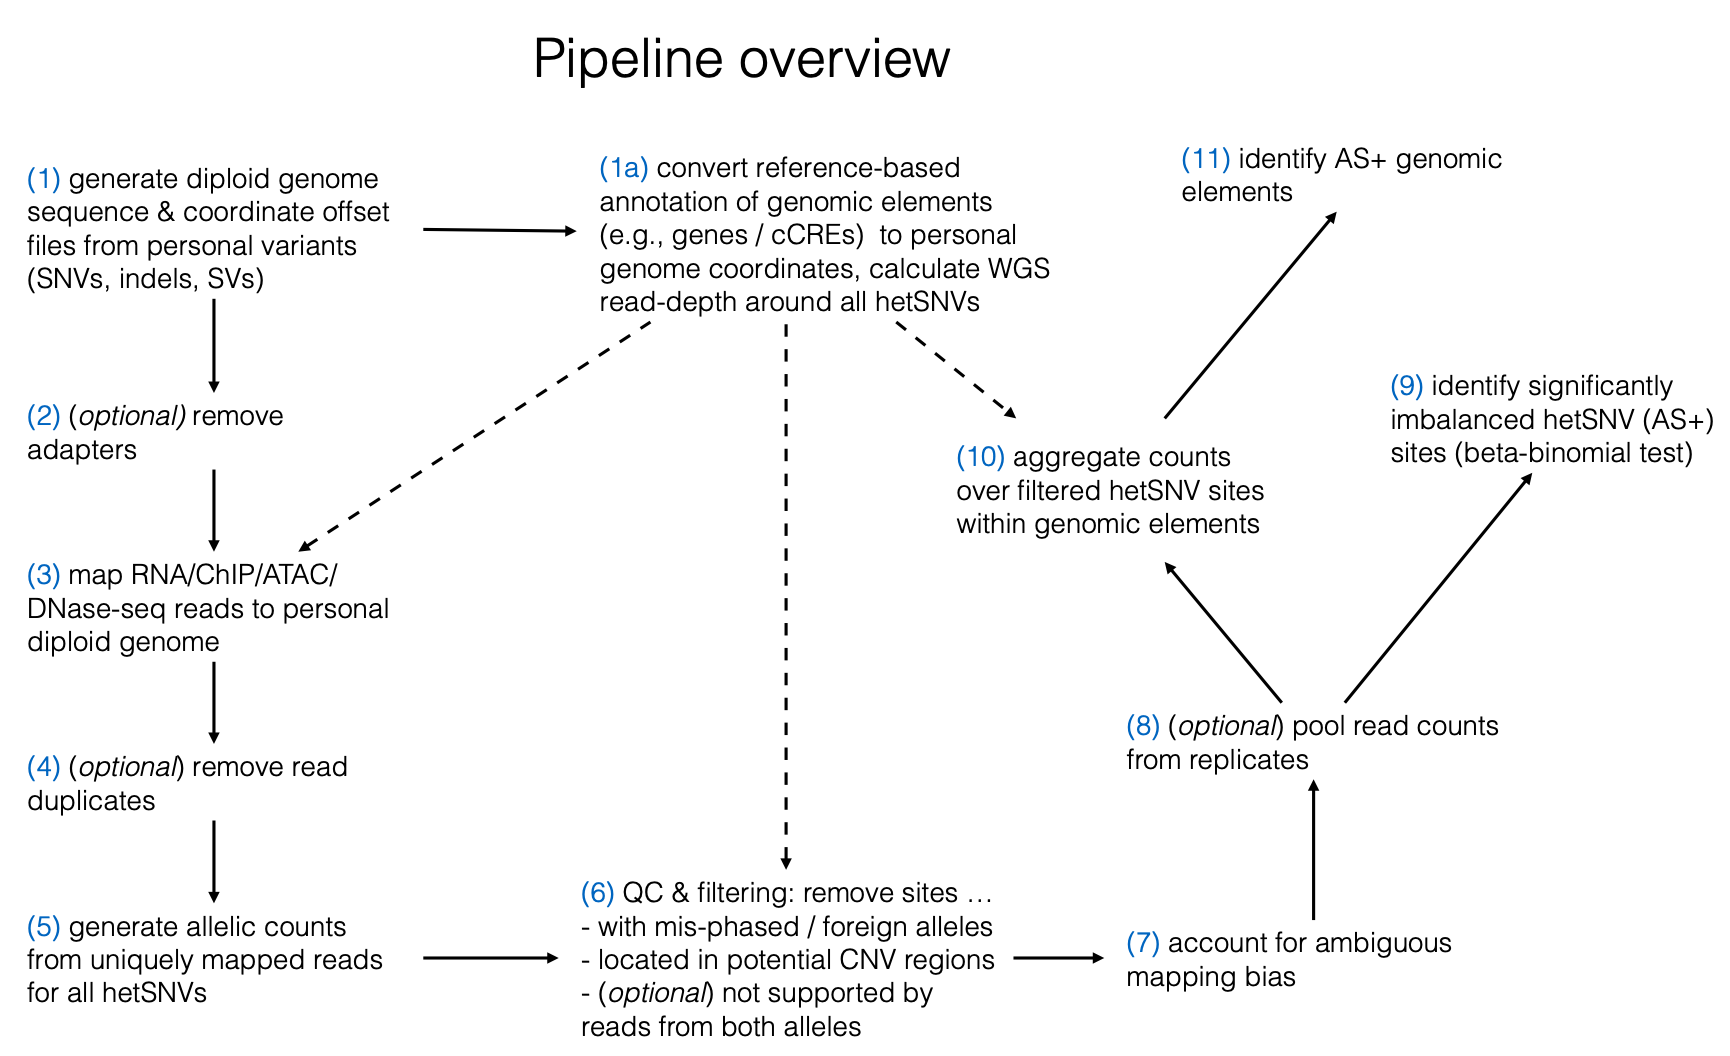 Pipeline overview
(1) generate diploid genome
sequence & coordinate offset
files from personal variants
(SNVs, indels, SVs)
(1a) convert reference-based
annotation of genomic elements
(e.g., genes / cCREs)  to personal
genome coordinates, calculate WGS
read-depth around all hetSNVs
(2) (optional) remove
adapters
(3) map RNA/ChIP/ATAC/
DNase-seq reads to personal
diploid genome
(4) (optional) remove read
duplicates
(5) generate allelic counts
from uniquely mapped reads
for all hetSNVs
(6) QC & filtering: remove sites …
- with mis-phased / foreign alleles
- located in potential CNV regions
- (optional) not supported by
reads from both alleles
(7) account for ambiguous
mapping bias
(8) (optional) pool read counts
from replicates
(9) identify significantly
imbalanced hetSNV (AS+)
sites (beta-binomial test)
(10) aggregate counts
over filtered hetSNV sites
within genomic elements
(11) identify AS+ genomic
elements